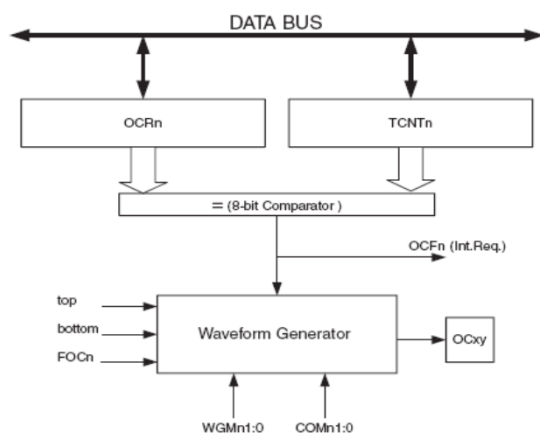 DATA BUS
OCRn
TCNTn
= (8-bit Comparator )
OCFn (Int.Req.)
top
bottom
FOCn
Waveform Generator
OCxy
WGMn1:0
COMn1:0